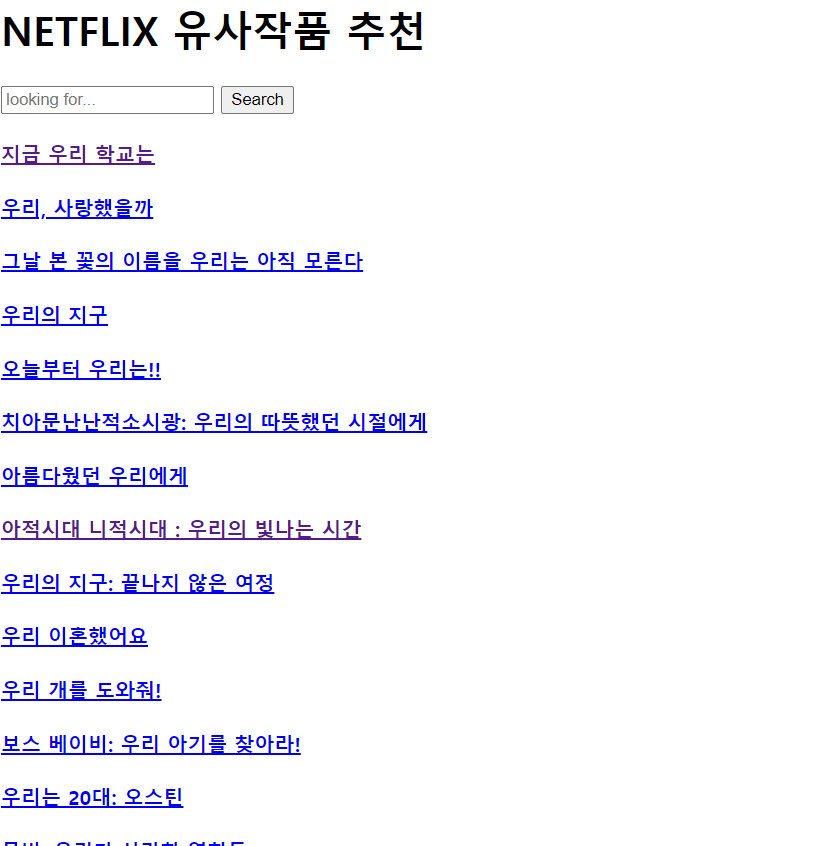 NETFLIX 유사작품 추천
looking for...
Search
지금 우리 학교는
우리, 사랑했을까
그날 본 꽃의 이름을 우리는 아직 모른다
우리의 지구
오늘부터 우리는!!
치아문난난적소시광: 우리의 따뜻했던 시절에게
아름다웠던 우리에게
아적시대 니적시대 : 우리의 빛나는 시간
우리의 지구: 끝나지 않은 여정
우리 이혼했어요
우리 개를 도와줘!
보스 베이비: 우리 아기를 찾아라!
우리는 20대: 오스틴